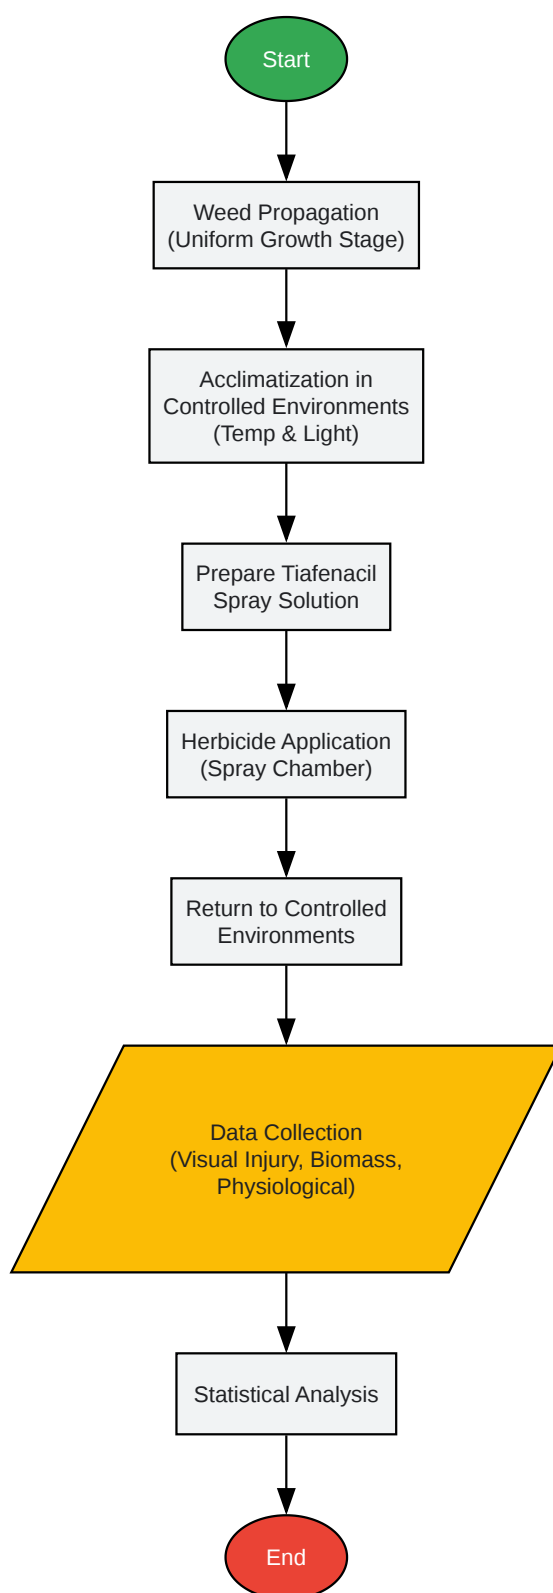 Start
Weed Propagation
(Uniform Growth Stage)
Acclimatization in
Controlled Environments
(Temp & Light)
Prepare Tiafenacil
Spray Solution
Herbicide Application
(Spray Chamber)
Return to Controlled
Environments
Data Collection
(Visual Injury, Biomass,
Physiological)
Statistical Analysis
End